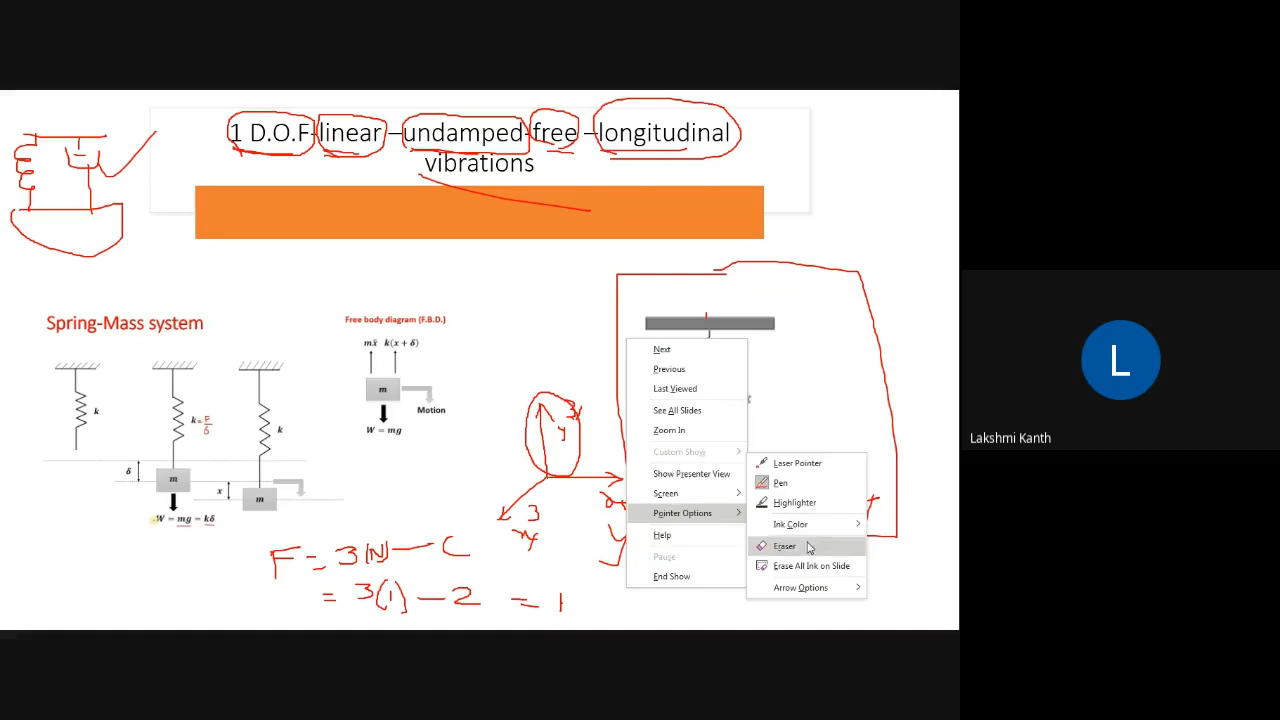 1 D.O.F-linear –undamped-free –longitudinal
vibrations
Spring-Mass system
Free body diagram (F.B.D.)
mẍ k(x + δ)
m
Motion
W = mg
k
k=F/δ
k
δ
m
x
m
W = mg = kδ
F = 3(N) — C
= 3(1) — 2 = 1
3
y
Next
Previous
Last Viewed
See All Slides
Zoom In
Custom Show
Show Presenter View
Screen
Pointer Options
Help
Pause
End Show
Laser Pointer
Pen
Highlighter
Ink Color
Eraser
Erase All Ink on Slide
Arrow Options
L
Lakshmi Kanth